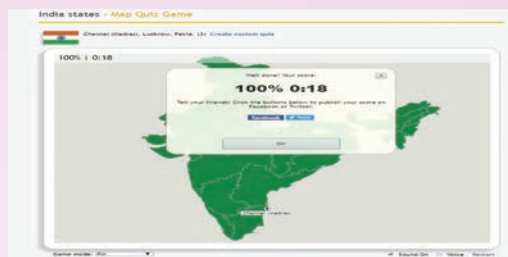 India states - Map Quiz Game
Chennai (Madras), Lucknow, Patna. (3) Create custom quiz
100% | 0:18
Well done! Your score:
100% 0:18
Tell your friends! Click the buttons below to publish your score on
Facebook or Twitter.
Facebook
OK
Chennai (Madras)
Game mode: Pin
Sound On Voice Restart